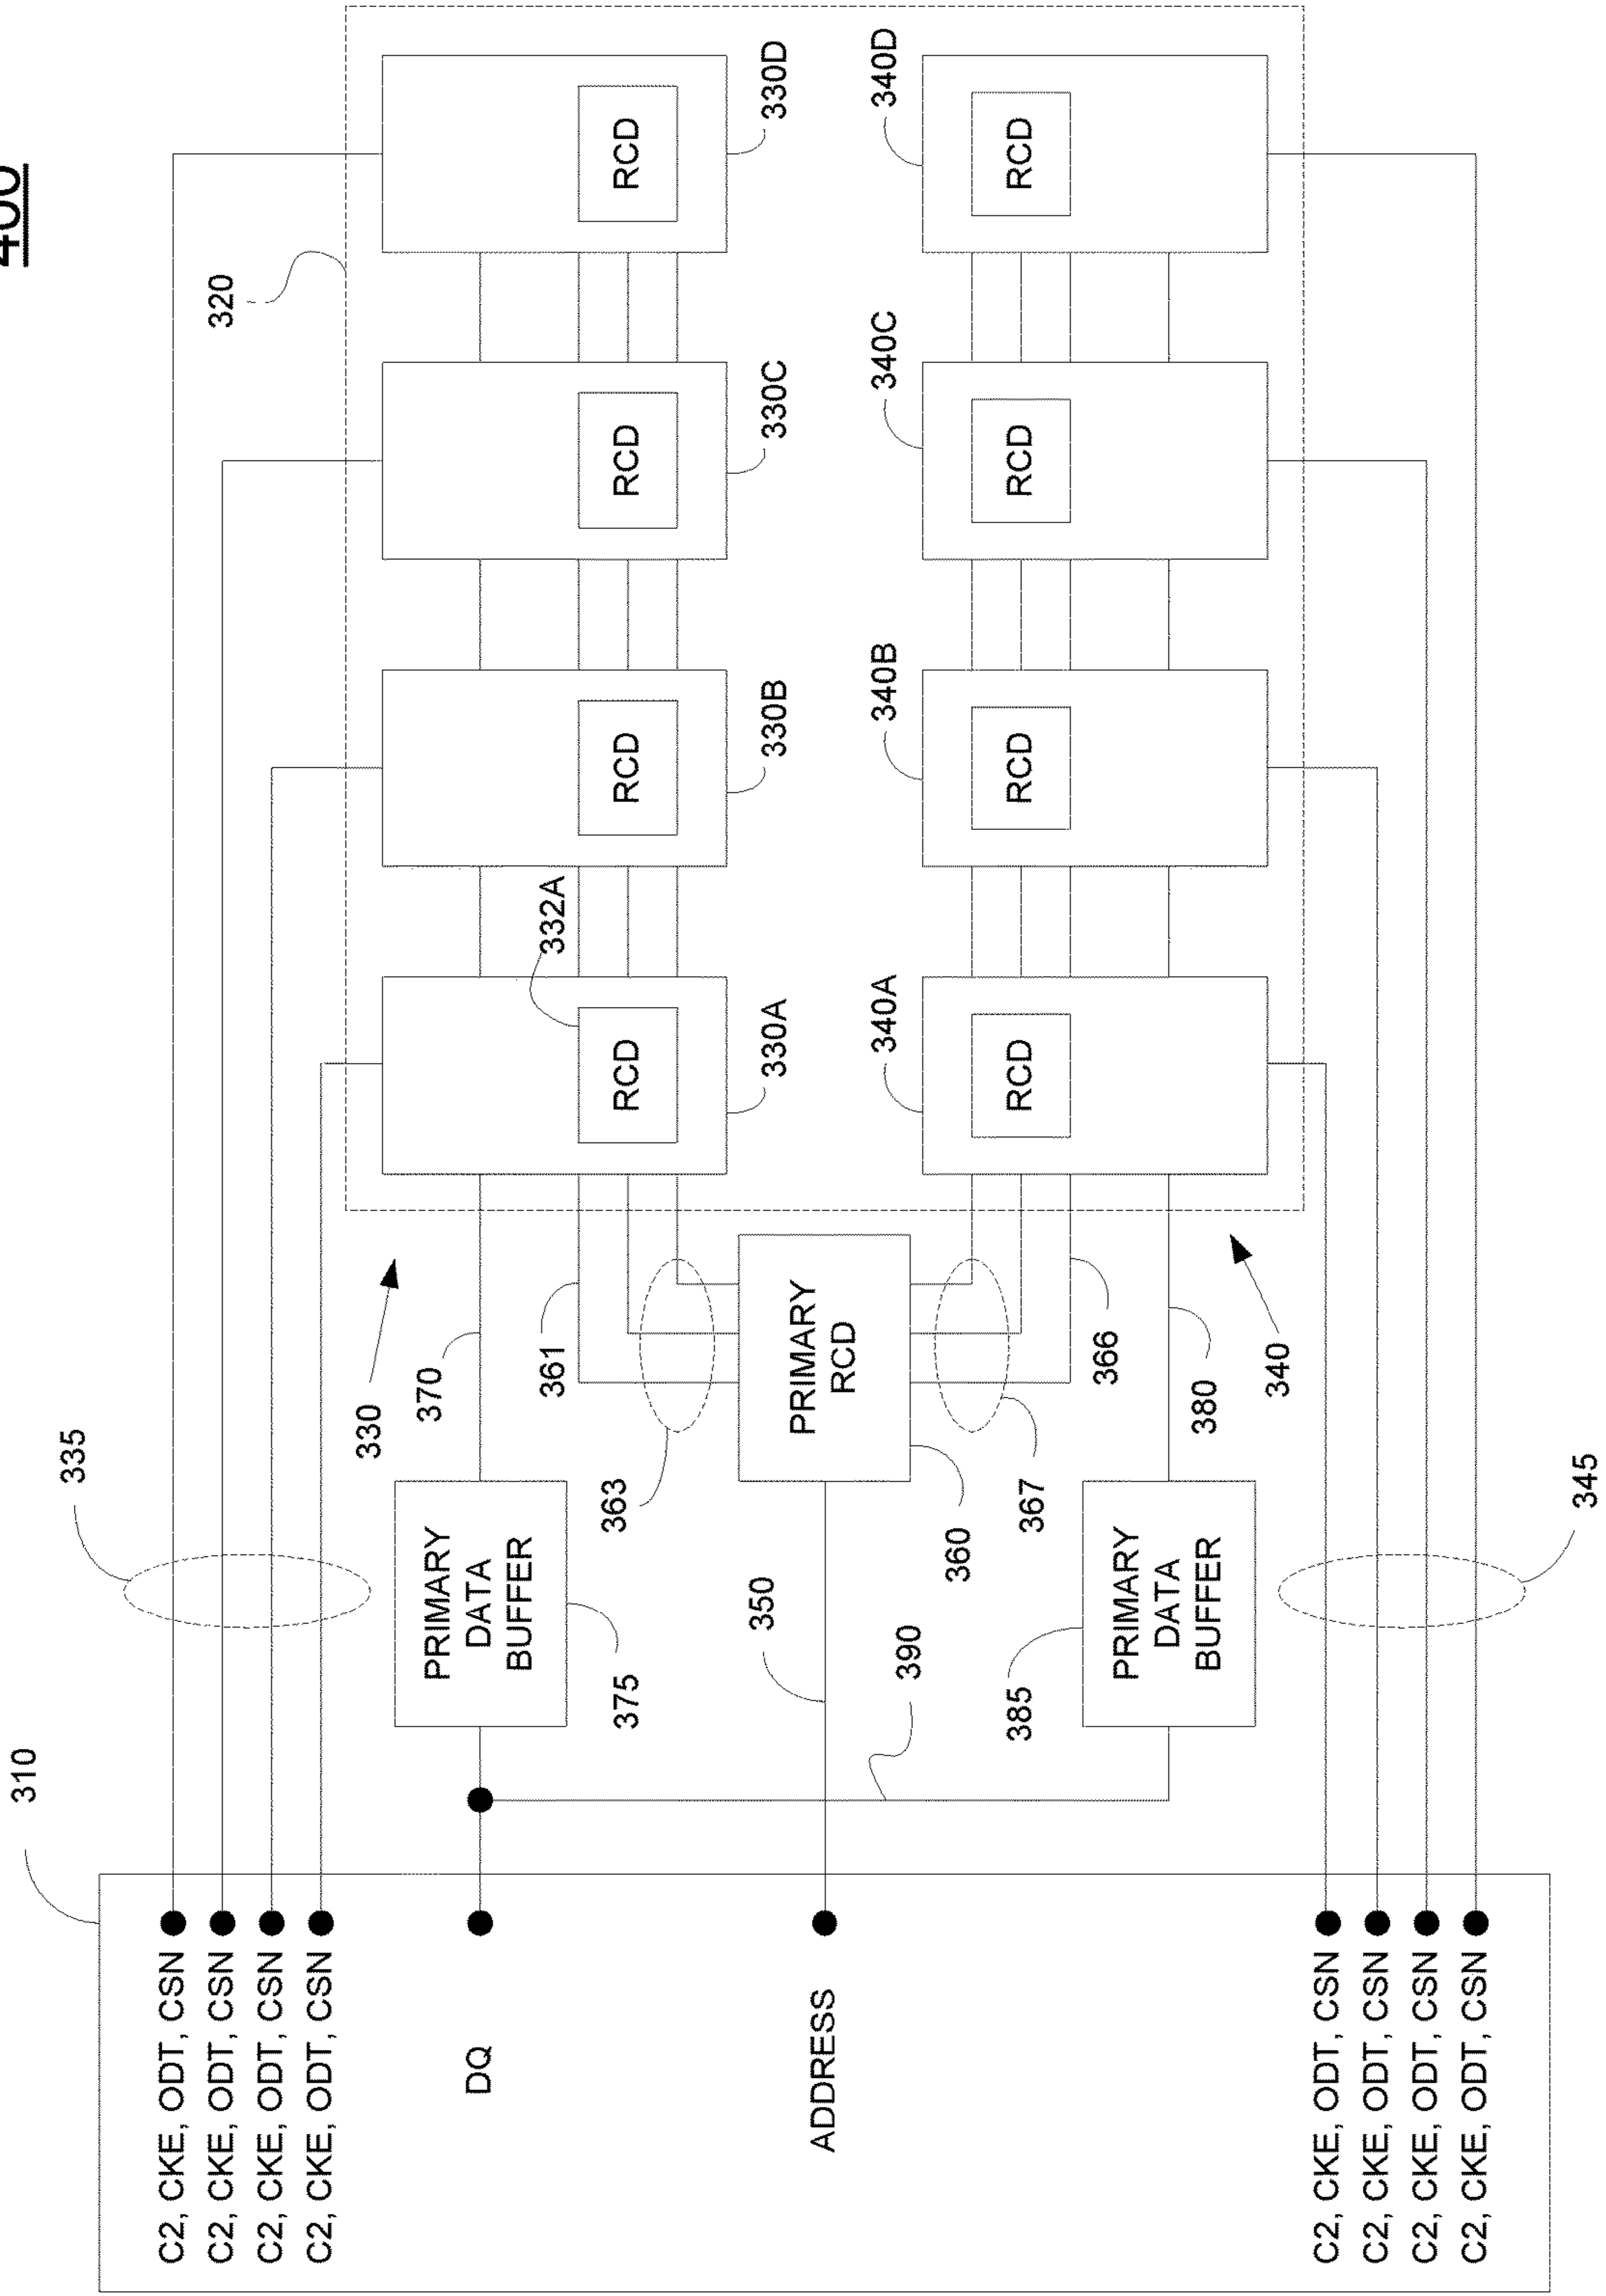 310
335
320
C2, CKE, ODT, CSN
C2, CKE, ODT, CSN
C2, CKE, ODT, CSN
C2, CKE, ODT, CSN
330
370
DQ
PRIMARY
DATA
BUFFER
375
361
332A
363
RCD
RCD
RCD
RCD
330A
330B
330C
330D
350
ADDRESS
PRIMARY
RCD
340A
340B
340C
340D
390
360
385
367
RCD
RCD
RCD
RCD
366
PRIMARY
DATA
BUFFER
380
340
C2, CKE, ODT, CSN
C2, CKE, ODT, CSN
C2, CKE, ODT, CSN
C2, CKE, ODT, CSN
345